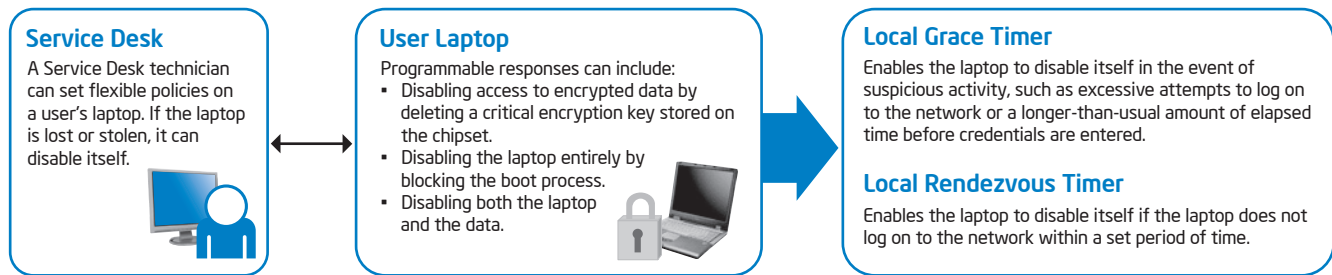 Service Desk
A Service Desk technician
can set flexible policies on
a user's laptop. If the laptop
is lost or stolen, it can
disable itself.
User Laptop
Programmable responses can include:
▪ Disabling access to encrypted data by
deleting a critical encryption key stored on
the chipset.
▪ Disabling the laptop entirely by
blocking the boot process.
▪ Disabling both the laptop
and the data.
Local Grace Timer
Enables the laptop to disable itself in the event of
suspicious activity, such as excessive attempts to log on
to the network or a longer-than-usual amount of elapsed
time before credentials are entered.
Local Rendezvous Timer
Enables the laptop to disable itself if the laptop does not
log on to the network within a set period of time.